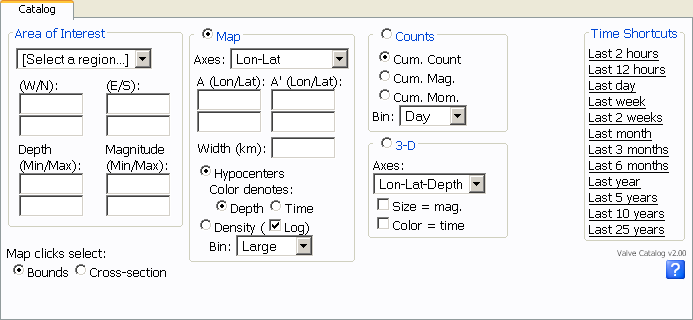 Catalog
Area of Interest
[Select a region...]
(W/N): (E/S):
Depth (Min/Max):
Magnitude (Min/Max):
Map clicks select:
Bounds Cross-section
Map
Axes: Lon-Lat
A (Lon/Lat): A' (Lon/Lat):
Width (km):
Hypocenters
Color denotes:
Depth Time
Density ( Log)
Bin: Large
Counts
Cum. Count
Cum. Mag.
Cum. Mom.
Bin: Day
3-D
Axes:
Lon-Lat-Depth
Size = mag.
Color = time
Time Shortcuts
Last 2 hours
Last 12 hours
Last day
Last week
Last 2 weeks
Last month
Last 3 months
Last 6 months
Last year
Last 5 years
Last 10 years
Last 25 years
Valve Catalog v2.00
?